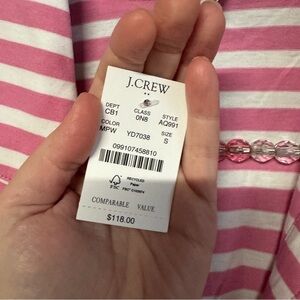 J.CREW
DEPT CLASS STYLE
CB1 0N8 AQ991
COLOR SIZE
MPW YD7038 S
099107458810
FSC
RECYCLED
Paper
COMPARABLE VALUE
$118.00